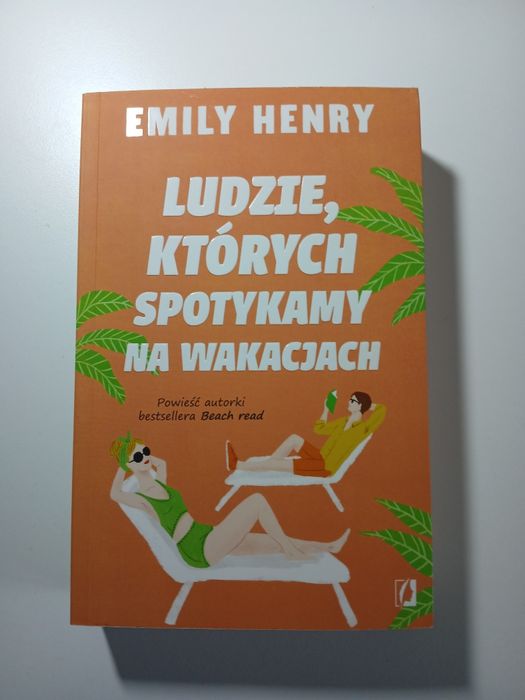 EMILY HENRY
LUDZIE,
KTÓRYCH
SPOTYKAMY
NA WAKACJACH
Powieść autorki
bestsellera Beach read